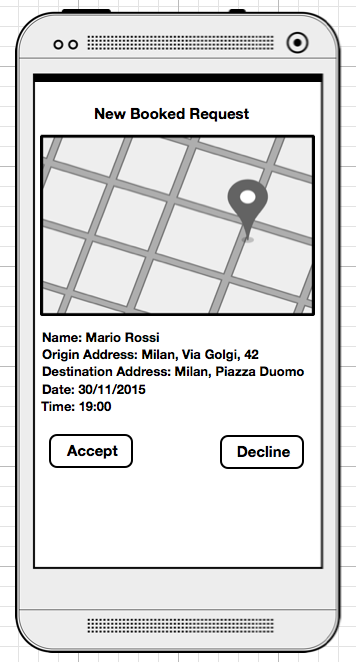 New Booked Request
Name: Mario Rossi
Origin Address: Milan, Via Golgi, 42
Destination Address: Milan, Piazza Duomo
Date: 30/11/2015
Time: 19:00
Accept
Decline